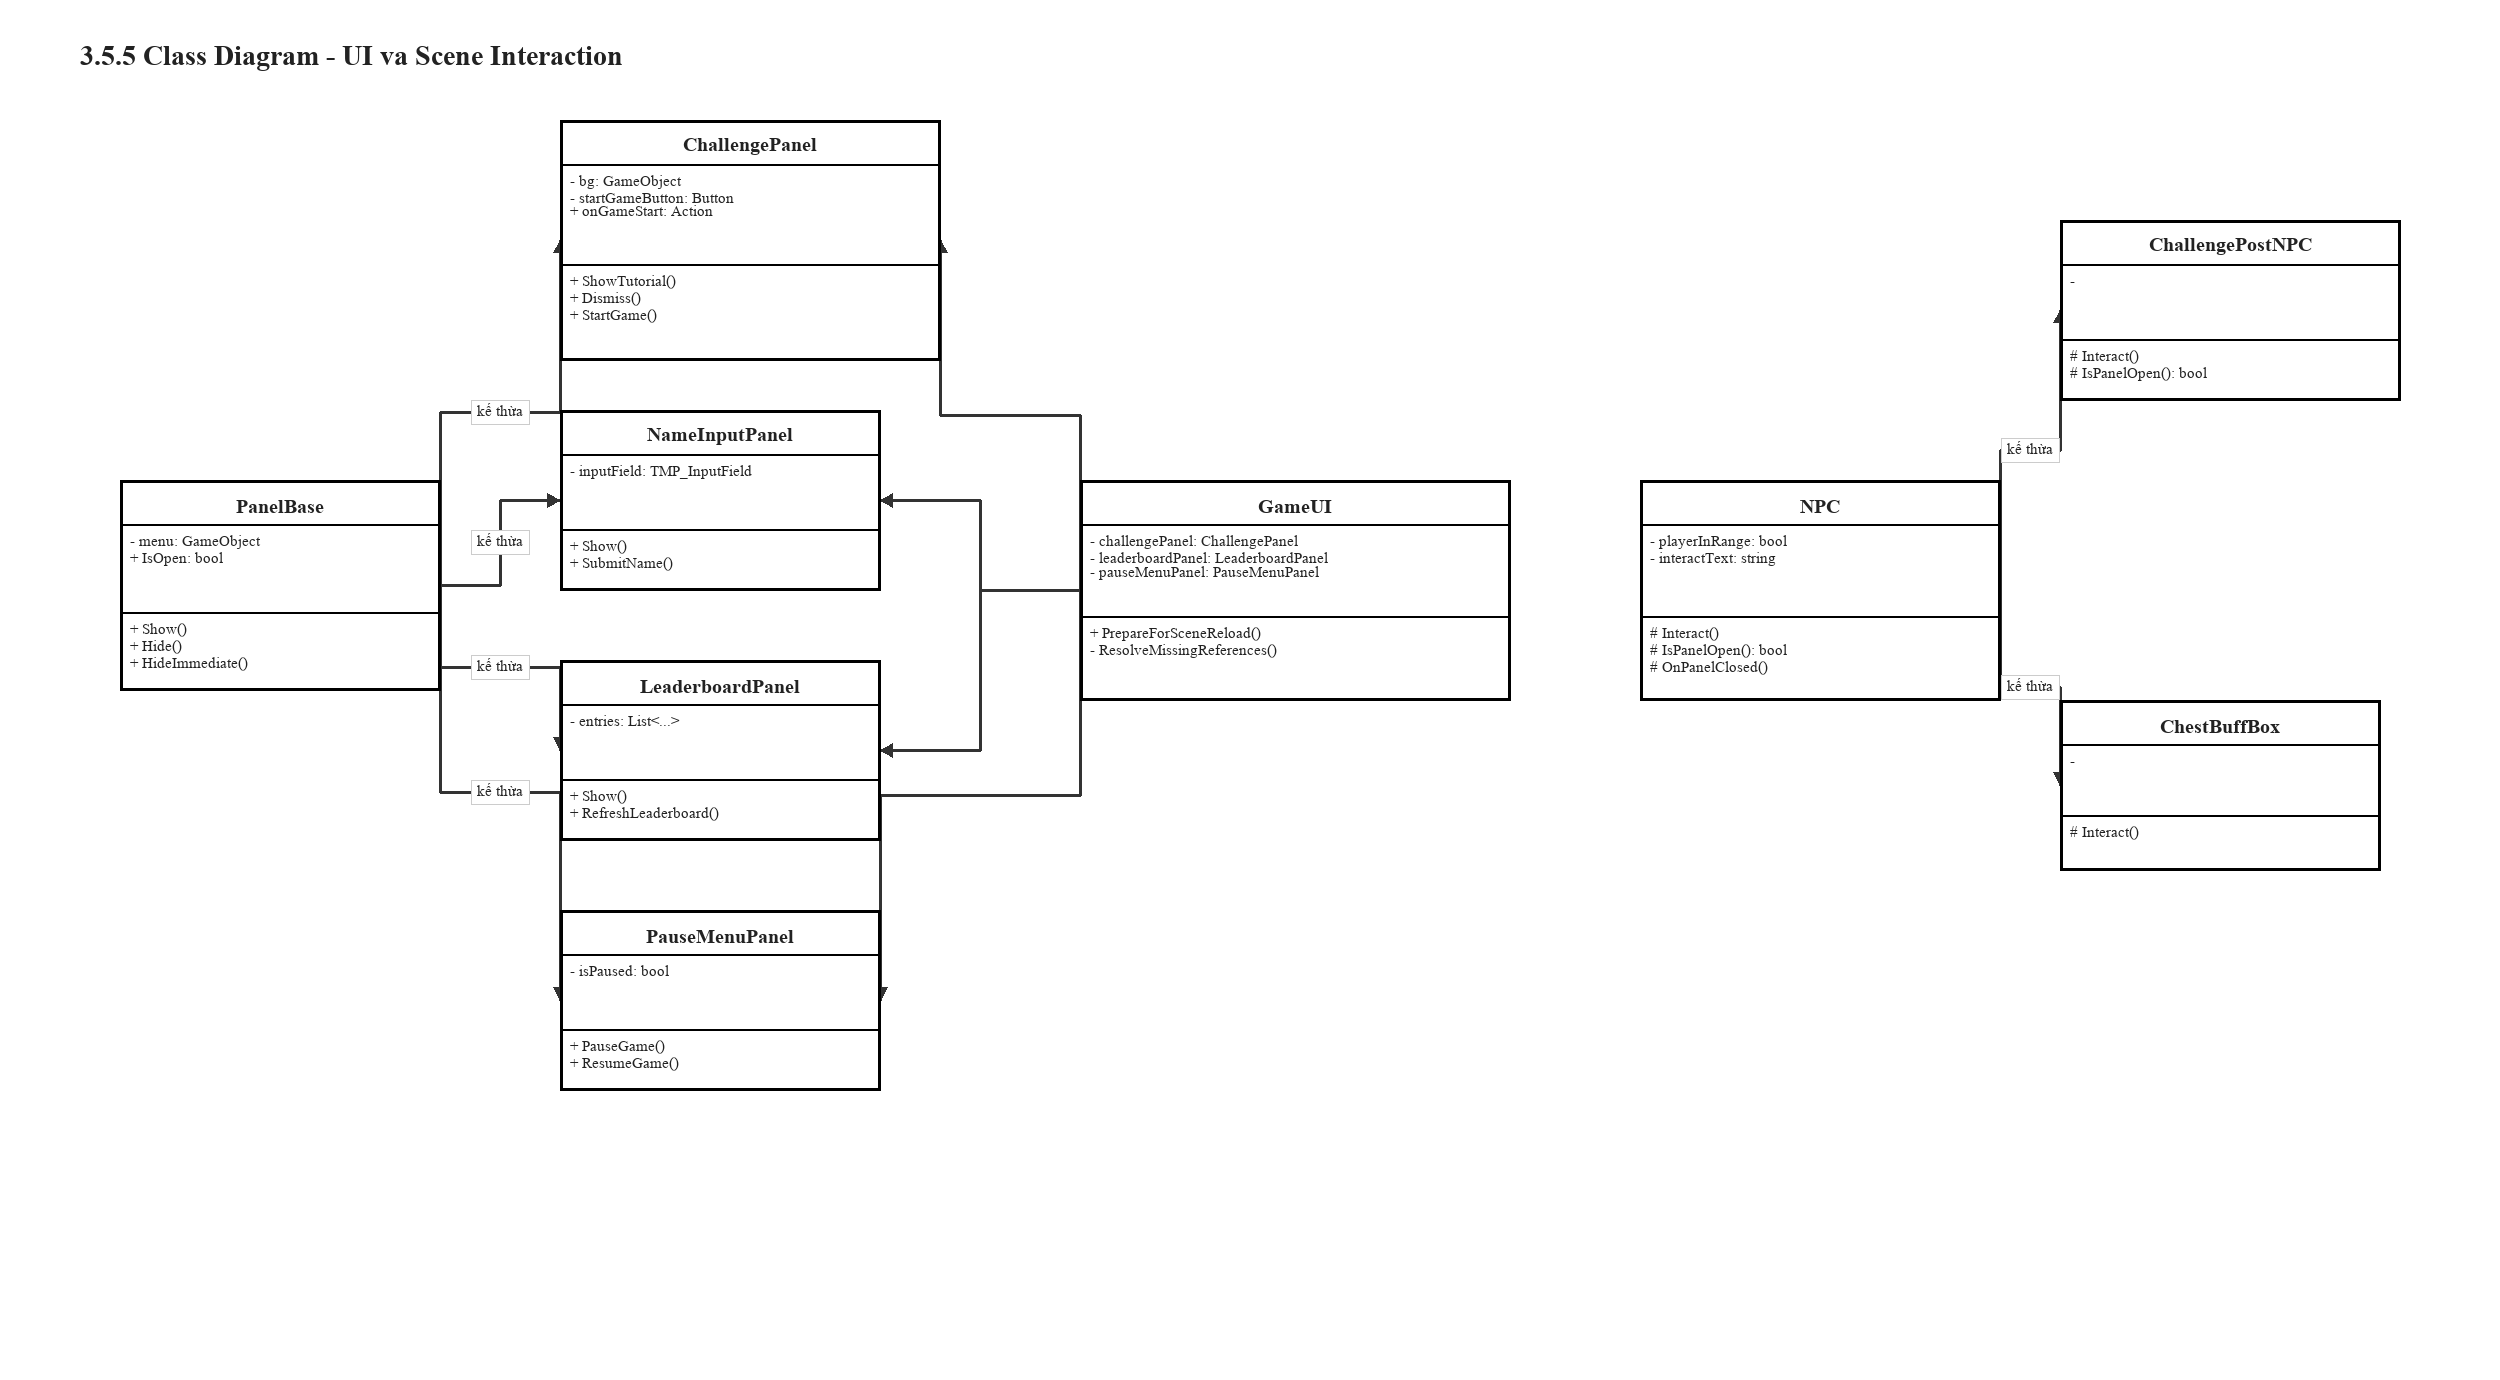 3.5.5 Class Diagram - UI va Scene Interaction
ChallengePanel
- bg: GameObject
- startGameButton: Button
+ onGameStart: Action
+ ShowTutorial()
+ Dismiss()
+ StartGame()
kế thừa
NameInputPanel
- inputField: TMP_InputField
+ Show()
+ SubmitName()
kế thừa
PanelBase
- menu: GameObject
+ IsOpen: bool
+ Show()
+ Hide()
+ HideImmediate()
kế thừa
LeaderboardPanel
- entries: List<...>
+ Show()
+ RefreshLeaderboard()
kế thừa
PauseMenuPanel
- isPaused: bool
+ PauseGame()
+ ResumeGame()
GameUI
- challengePanel: ChallengePanel
- leaderboardPanel: LeaderboardPanel
- pauseMenuPanel: PauseMenuPanel
+ PrepareForSceneReload()
- ResolveMissingReferences()
NPC
- playerInRange: bool
- interactText: string
# Interact()
# IsPanelOpen(): bool
# OnPanelClosed()
ChallengePostNPC
-
# Interact()
# IsPanelOpen(): bool
kế thừa
kế thừa
ChestBuffBox
-
# Interact()